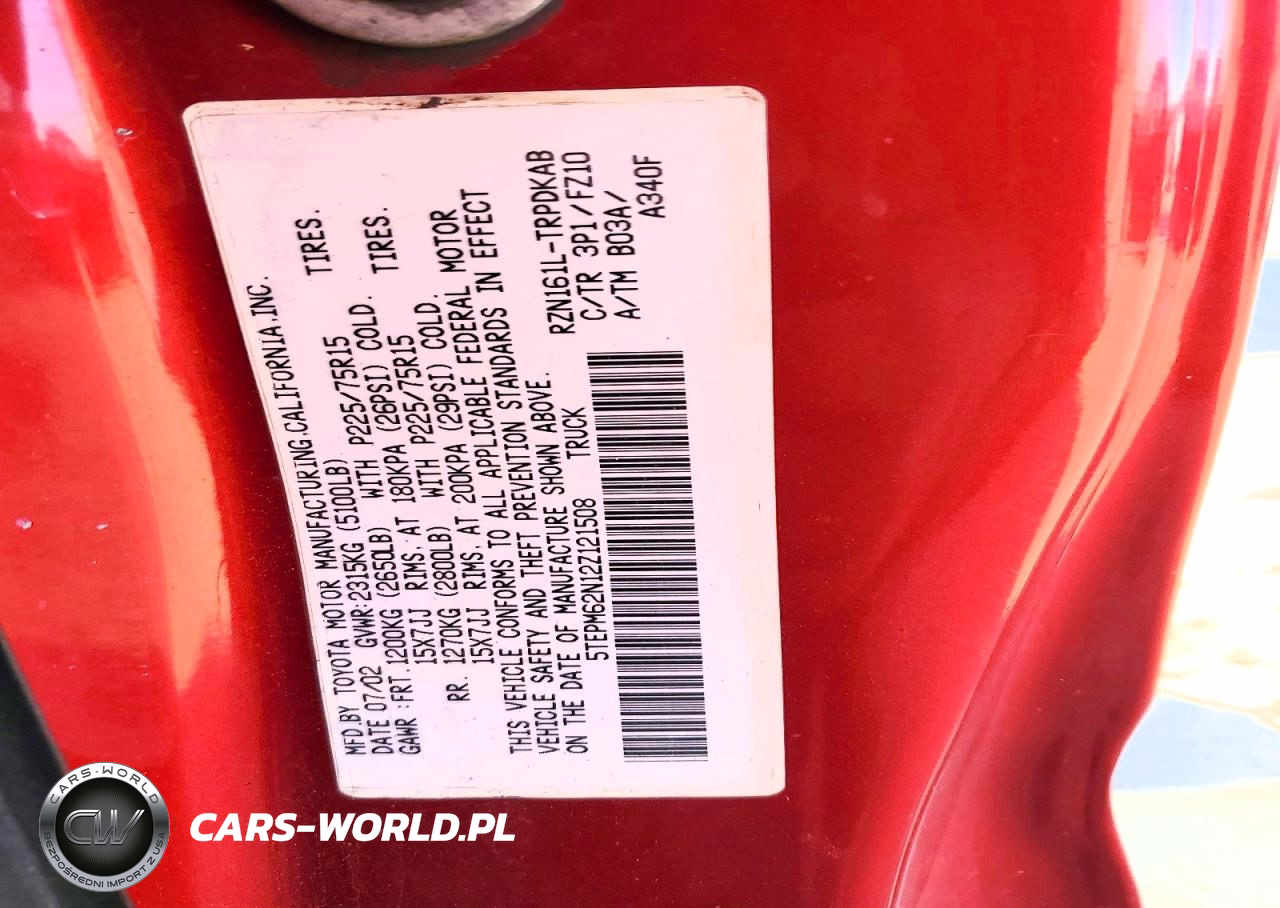 MFD.BY TOYOTA MOTOR MANUFACTURING.CALIFORNIA.INC.
DATE 07/02 GVWR:2315KG (5100LB)
GAWR :FRT.1200KG (2650LB) WITH P225/75R15 TIRES.
15X7JJ RIMS. AT 180KPA (26PSI) COLD.
RR. 1270KG (2800LB) WITH P225/75R15 TIRES.
15X7JJ RIMS. AT 200KPA (29PSI) COLD.
THIS VEHICLE CONFORMS TO ALL APPLICABLE FEDERAL MOTOR
VEHICLE SAFETY AND THEFT PREVENTION STANDARDS IN EFFECT
ON THE DATE OF MANUFACTURE SHOWN ABOVE.
5TEPM62N12Z121508 TRUCK
RZN161L-TRPDKAB
C/TR 3P1/FZ10
A/TM B03A/
A340F
CARS-WORLD
CW
BEZPOŚREDNI IMPORT Z USA
CARS-WORLD.PL